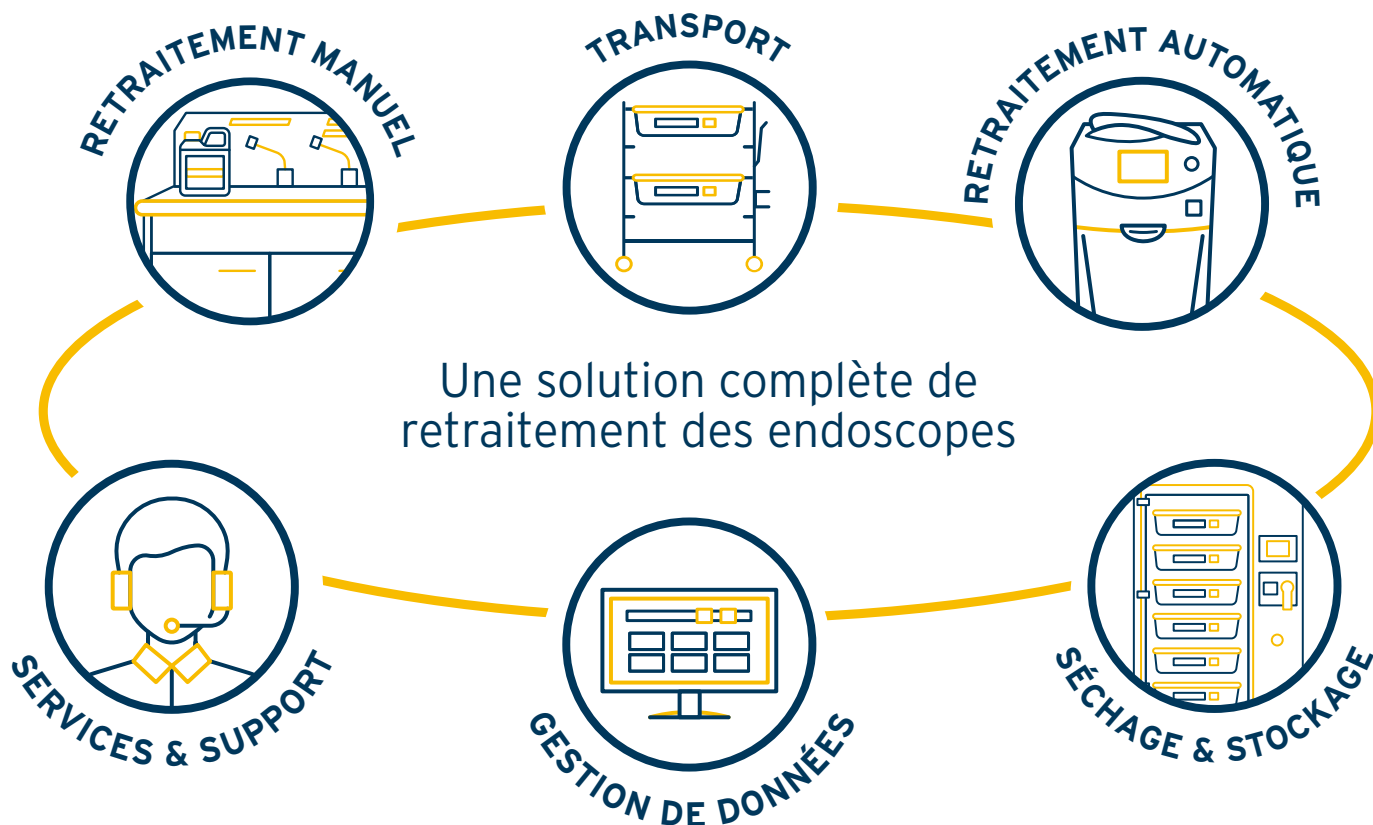 RETRAITEMENT MANUEL
TRANSPORT
RETRAITEMENT AUTOMATIQUE
Une solution complète de
retraitement des endoscopes
SERVICES & SUPPORT
GESTION DE DONNÉES
SÉCHAGE & STOCKAGE